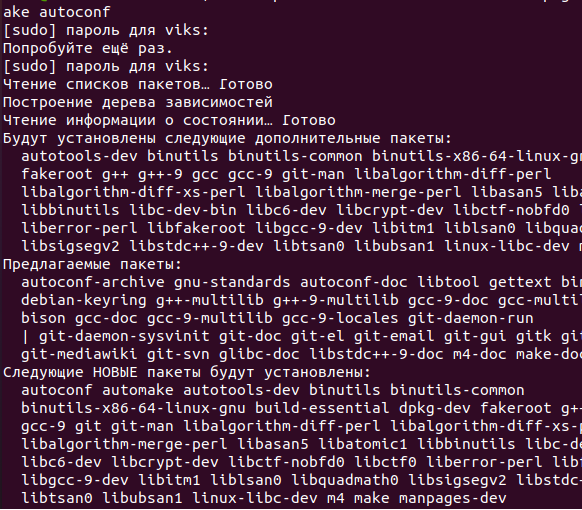 ake autoconf
[sudo] пароль для viks:
Попробуйте ещё раз.
[sudo] пароль для viks:
Чтение списков пакетов… Готово
Построение дерева зависимостей
Чтение информации о состоянии… Готово
Будут установлены следующие дополнительные пакеты:
autotools-dev binutils binutils-common binutils-x86-64-linux-gn
fakeroot g++ g++-9 gcc gcc-9 git-man libalgorithm-diff-perl
libalgorithm-diff-xs-perl libalgorithm-merge-perl libasan5 liba
libbinutils libc-dev-bin libc6-dev libcrypt-dev libctf-nobfd0 l
liberror-perl libfakeroot libgcc-9-dev libitm1 liblsan0 libquad
libsigsegv2 libstdc++-9-dev libtsan0 libubsan1 linux-libc-dev m
Предлагаемые пакеты:
autoconf-archive gnu-standards autoconf-doc libtool gettext bin
debian-keyring g++-multilib g++-9-multilib gcc-9-doc gcc-multil
bison gcc-doc gcc-9-multilib gcc-9-locales git-daemon-run
| git-daemon-sysvinit git-doc git-el git-email git-gui gitk git
git-mediawiki git-svn glibc-doc libstdc++-9-doc m4-doc make-doc
Следующие НОВЫЕ пакеты будут установлены:
autoconf automake autotools-dev binutils binutils-common
binutils-x86-64-linux-gnu build-essential dpkg-dev fakeroot g++
gcc-9 git git-man libalgorithm-diff-perl libalgorithm-diff-xs-p
libalgorithm-merge-perl libasan5 libatomic1 libbinutils libc-de
libc6-dev libcrypt-dev libctf-nobfd0 libctf0 liberror-perl libf
libgcc-9-dev libitm1 liblsan0 libquadmath0 libsigsegv2 libstdc+
libtsan0 libubsan1 linux-libc-dev m4 make manpages-dev